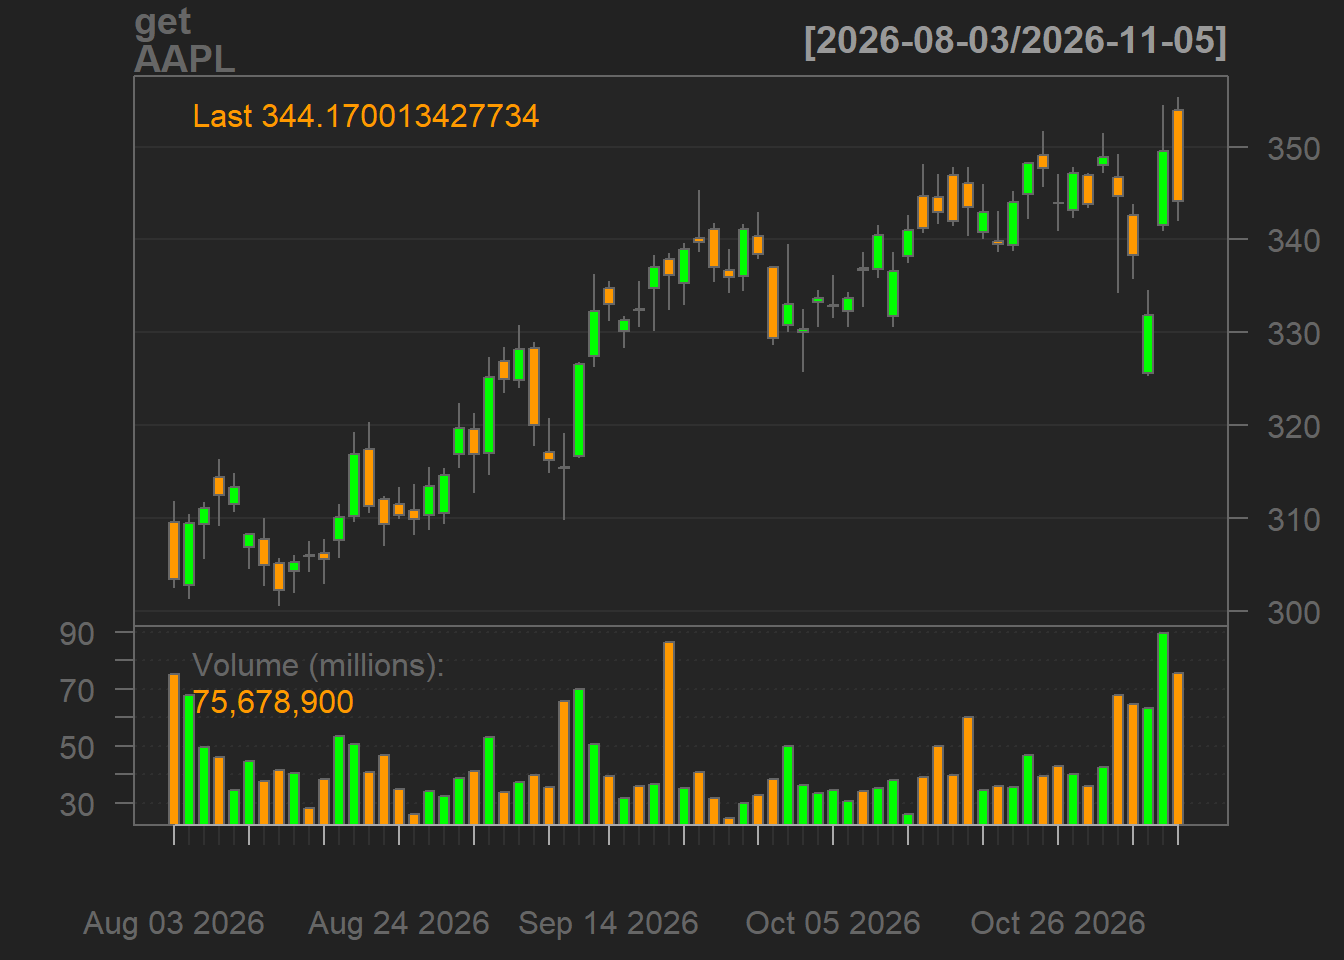 get
AAPL
[2026-08-03/2026-11-05]
Last 344.170013427734
350
340
330
320
310
300
90
70
50
30
Volume (millions):
75,678,900
Aug 03 2026
Aug 24 2026
Sep 14 2026
Oct 05 2026
Oct 26 2026